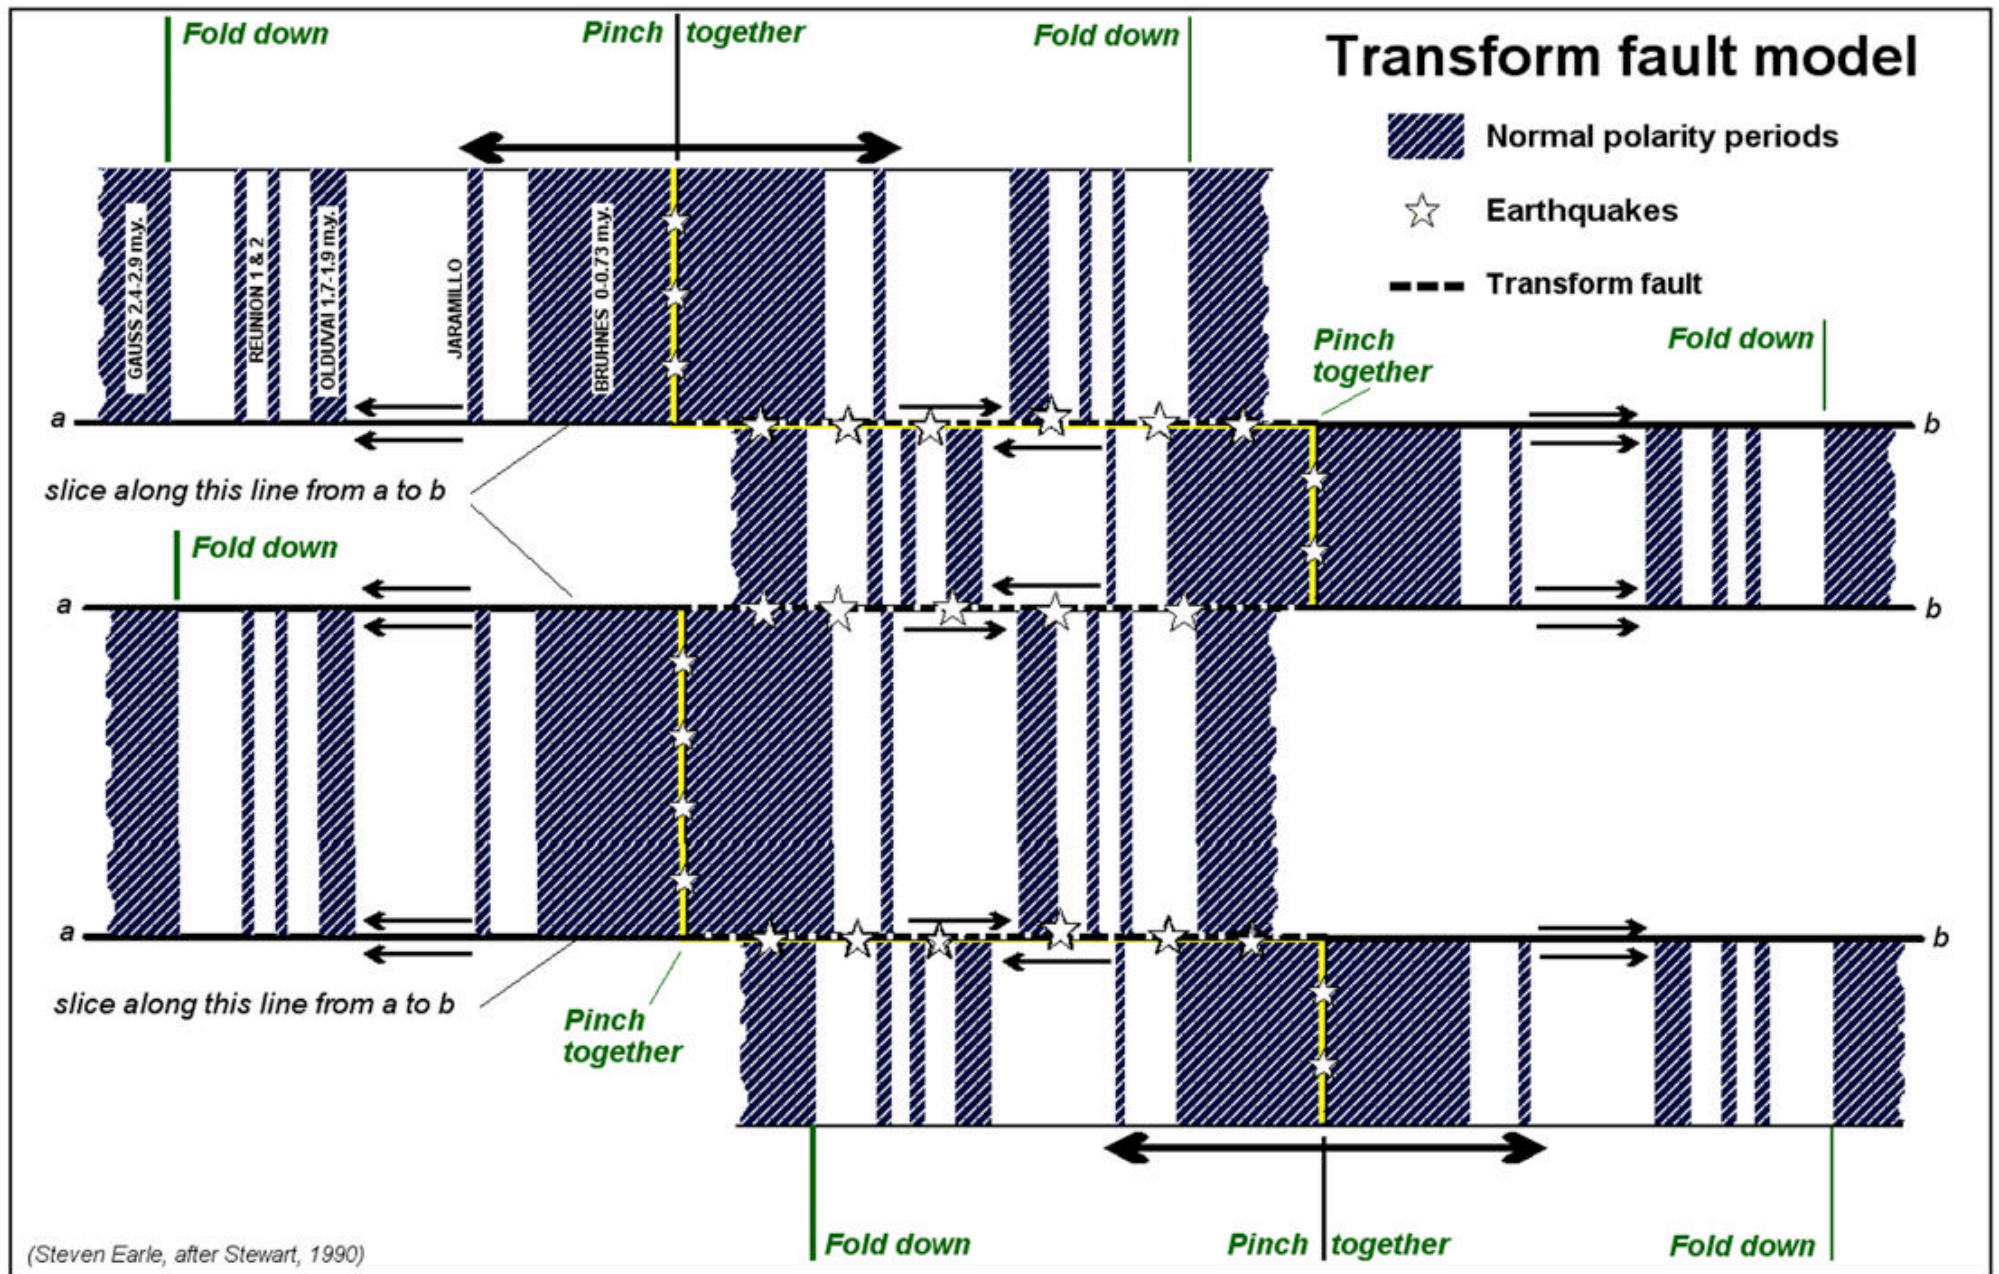 Fold down
Pinch together
Fold down
Transform fault model
Normal polarity periods
Earthquakes
Transform fault
GAUSS 2.4-2.9 m.y.
REUNION 1 & 2
OLDUVAI 1.7-1.9 m.y.
JARAMILLO
BRUHNES 0-0.73 m.y.
Pinch
together
Fold down
a
b
slice along this line from a to b
Fold down
a
b
a
b
slice along this line from a to b
Pinch
together
Fold down
Pinch together
Fold down
(Steven Earle, after Stewart, 1990)